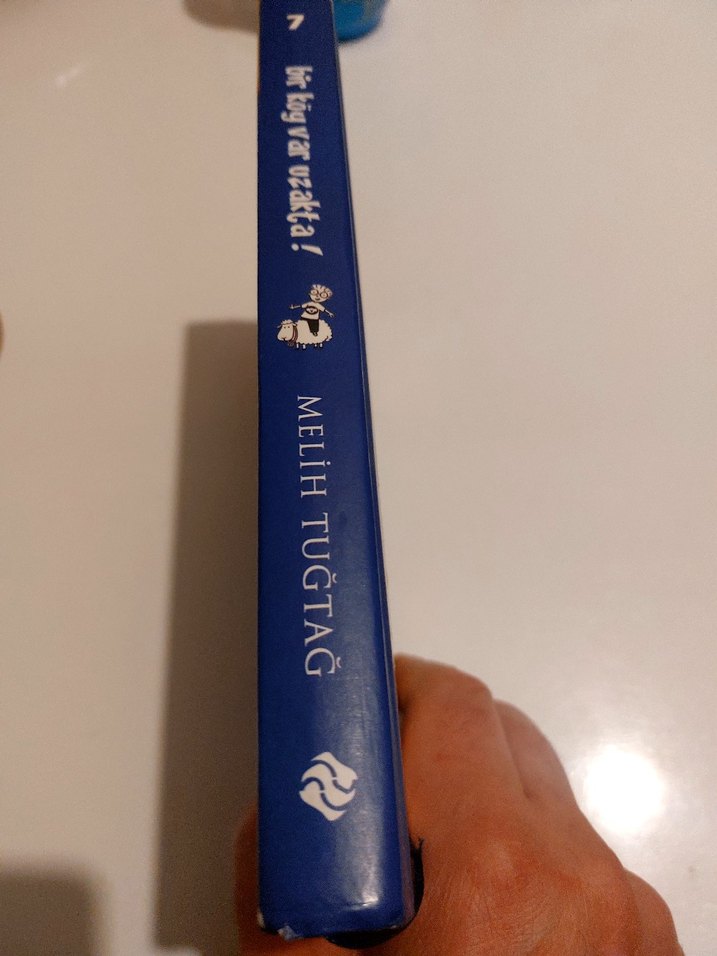 7
bir köy var uzakta!
MELİH TUĞTAĞ